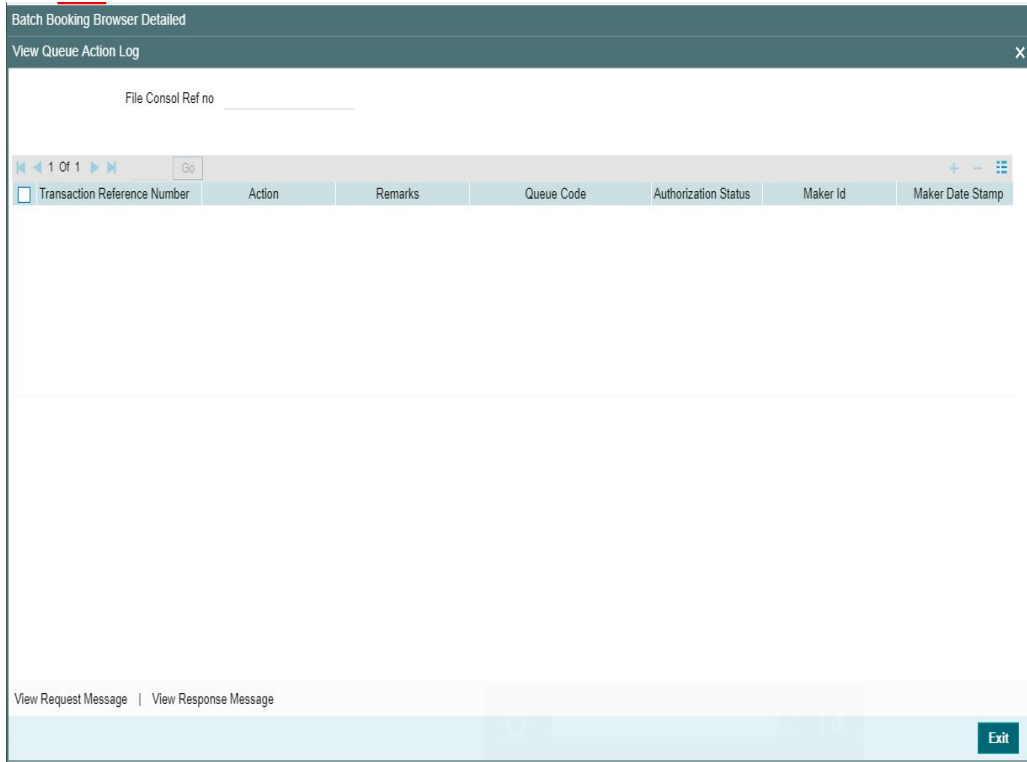 Batch Booking Browser Detailed
View Queue Action Log X
File Consol Ref no
1 Of 1 Go + -
Transaction Reference Number Action Remarks Queue Code Authorization Status Maker Id Maker Date Stamp
View Request Message | View Response Message
Exit